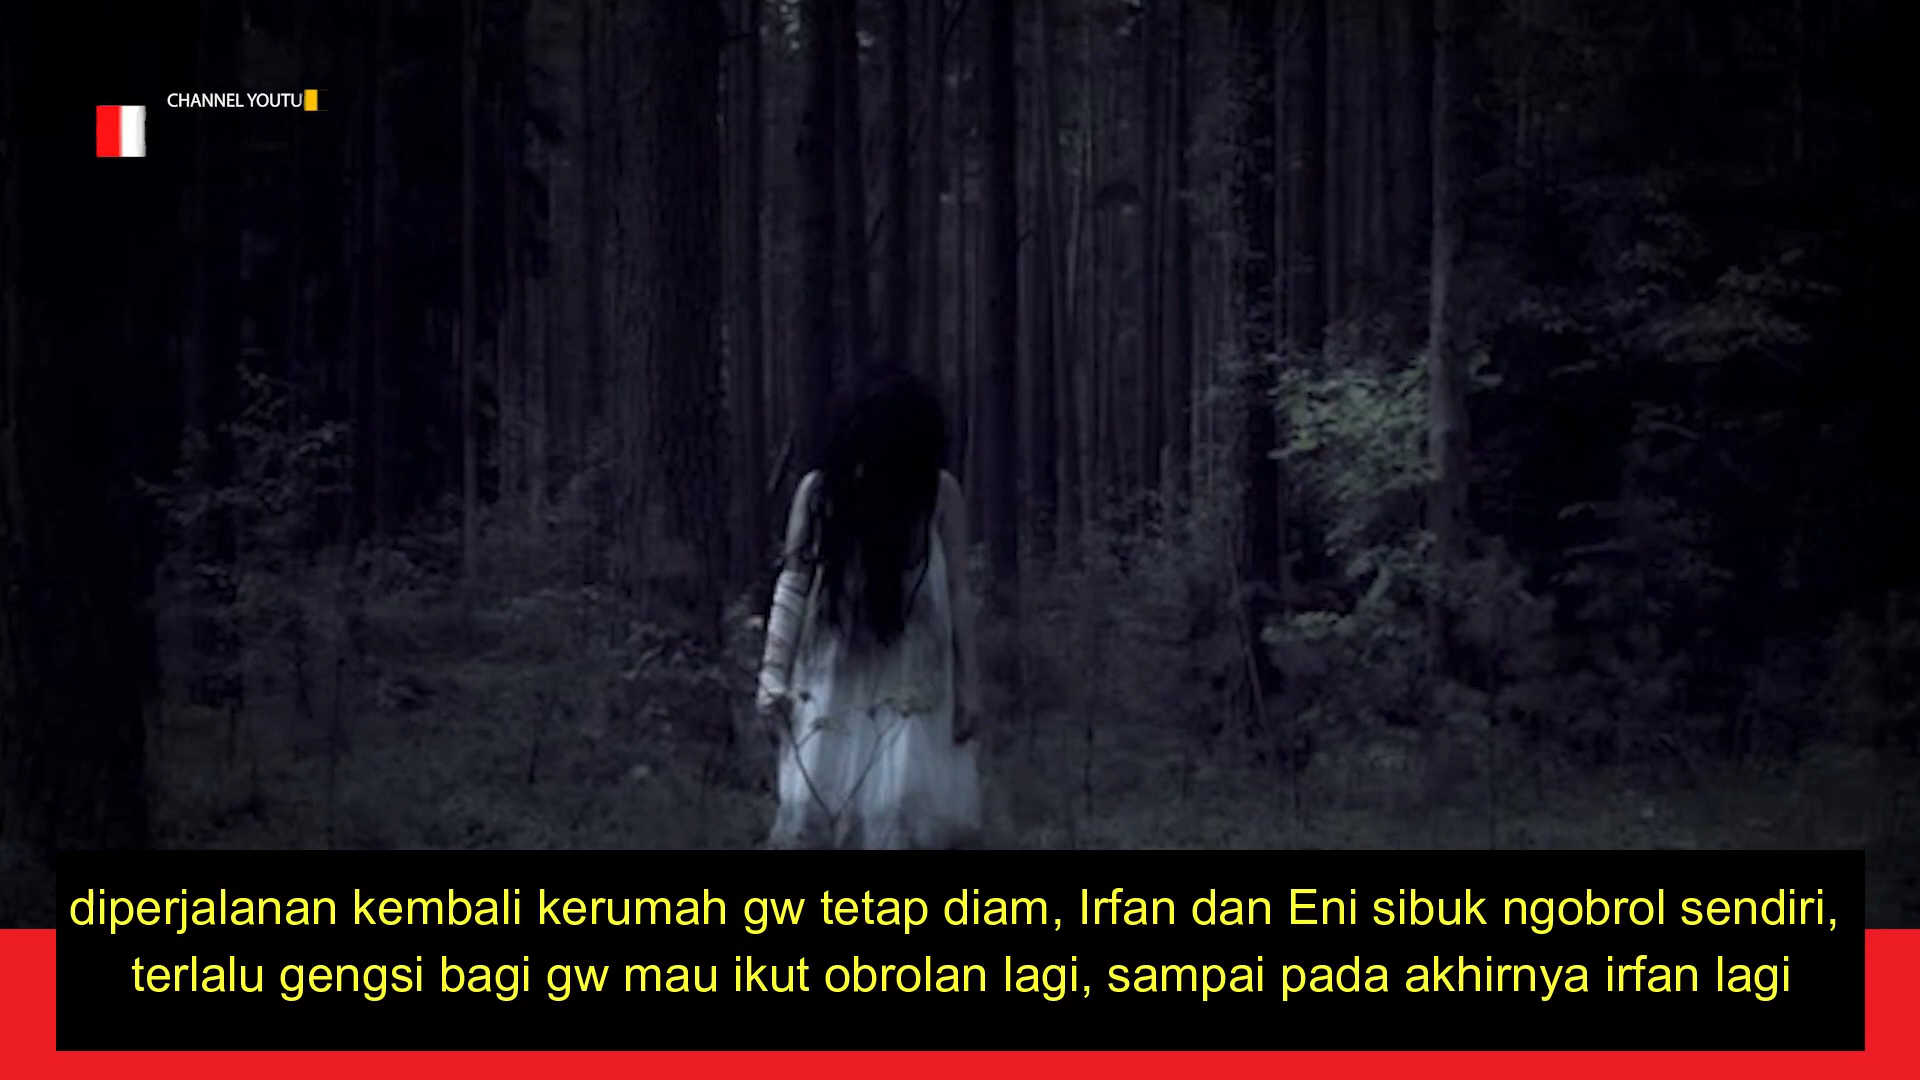 CHANNEL YOUTU
diperjalanan kembali kerumah gw tetap diam, Irfan dan Eni sibuk ngobrol sendiri,
terlalu gengsi bagi gw mau ikut obrolan lagi, sampai pada akhirnya irfan lagi